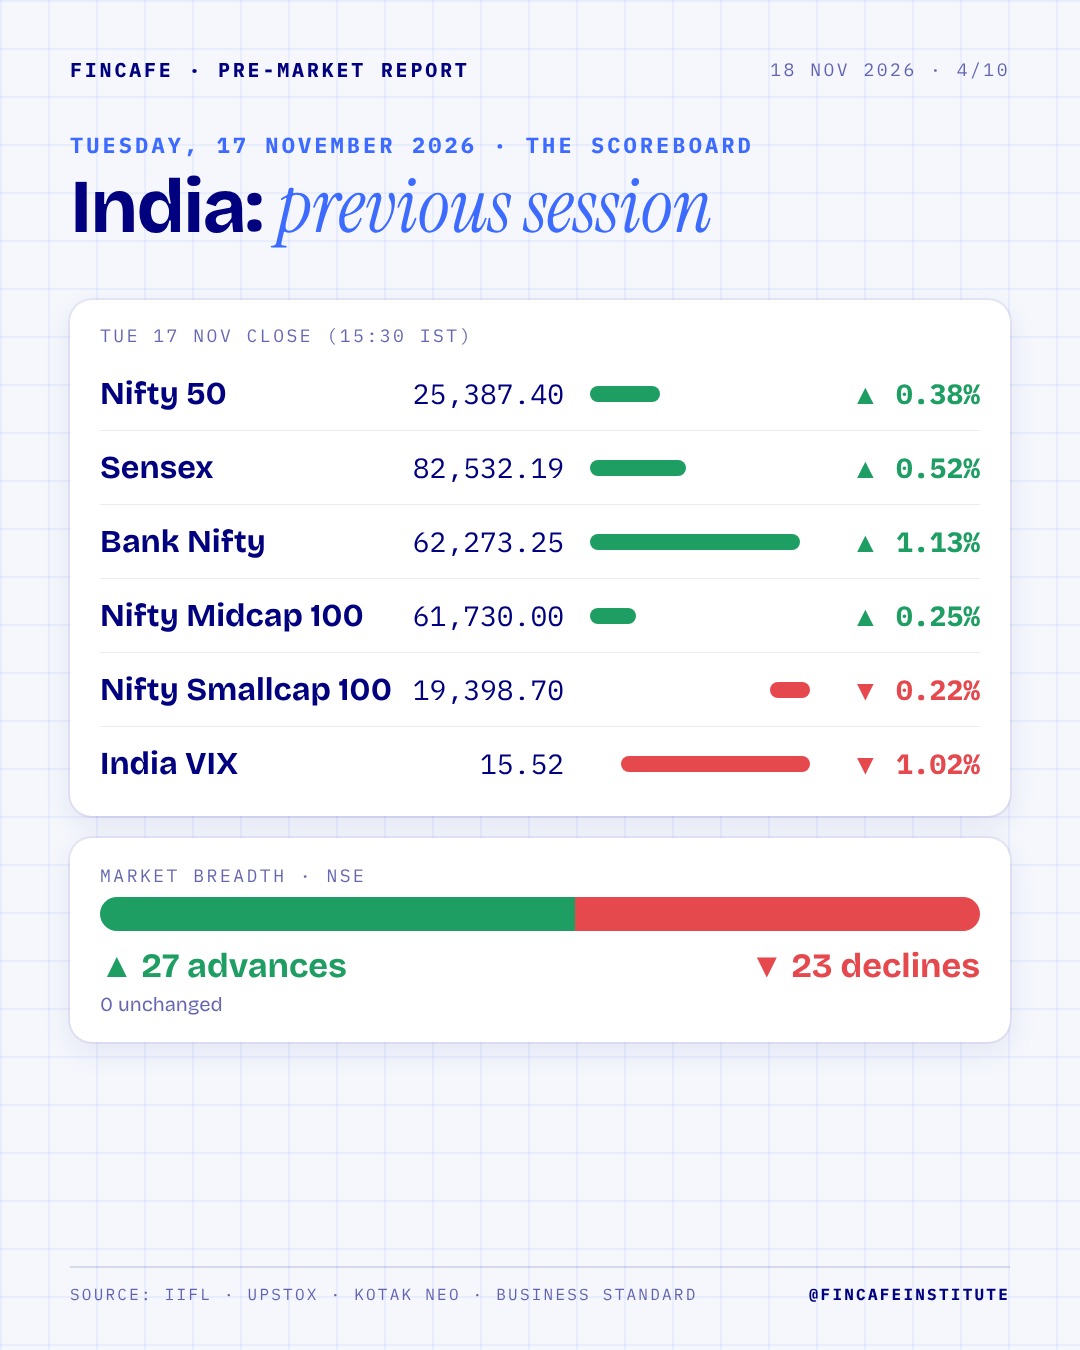 FINCAFE · PRE-MARKET REPORT
18 NOV 2026 · 4/10
TUESDAY, 17 NOVEMBER 2026 · THE SCOREBOARD
India: previous session
TUE 17 NOV CLOSE (15:30 IST)
Nifty 50 25,387.40 ▲ 0.38%
Sensex 82,532.19 ▲ 0.52%
Bank Nifty 62,273.25 ▲ 1.13%
Nifty Midcap 100 61,730.00 ▲ 0.25%
Nifty Smallcap 100 19,398.70 ▼ 0.22%
India VIX 15.52 ▼ 1.02%
MARKET BREADTH · NSE
▲ 27 advances ▼ 23 declines
0 unchanged
SOURCE: IIFL · UPSTOX · KOTAK NEO · BUSINESS STANDARD
@FINCAFEINSTITUTE